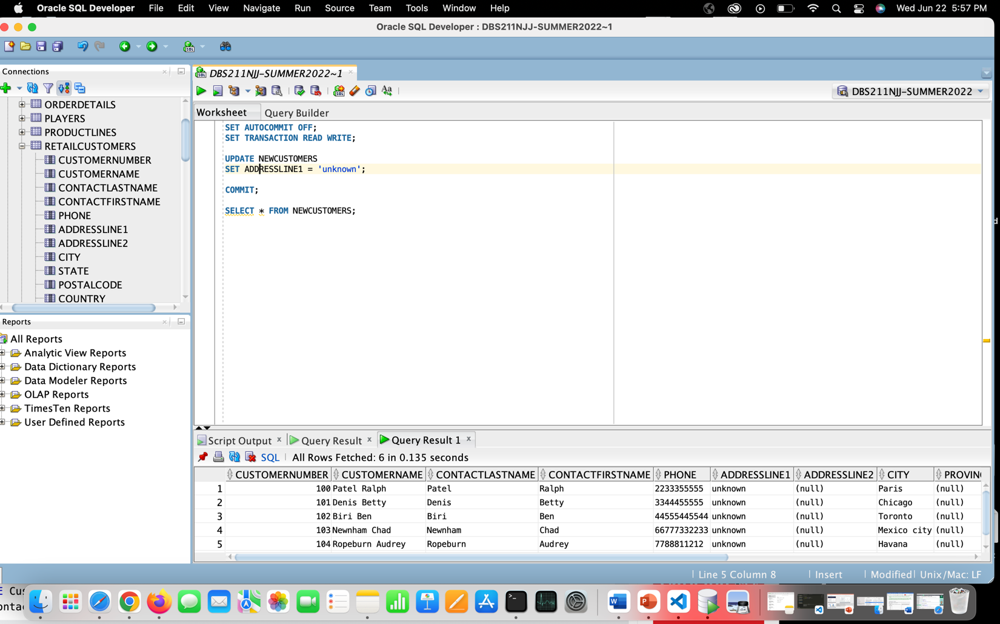 Oracle SQL Developer File Edit View Navigate Run Source Team Tools Window Help Wed Jun 22 5:57 PM
Oracle SQL Developer : DBS211NJJ-SUMMER2022~1
Connections
ORDERDETAILS
PLAYERS
PRODUCTLINES
RETAILCUSTOMERS
CUSTOMERNUMBER
CUSTOMERNAME
CONTACTLASTNAME
CONTACTFIRSTNAME
PHONE
ADDRESSLINE1
ADDRESSLINE2
CITY
STATE
POSTALCODE
COUNTRY
Reports
All Reports
Analytic View Reports
Data Dictionary Reports
Data Modeler Reports
OLAP Reports
TimesTen Reports
User Defined Reports
DBS211NJJ-SUMMER2022~1
DBS211NJJ-SUMMER2022
Worksheet Query Builder
SET AUTOCOMMIT OFF;
SET TRANSACTION READ WRITE;
UPDATE NEWCUSTOMERS
SET ADDRESSLINE1 = 'unknown';
COMMIT;
SELECT * FROM NEWCUSTOMERS;
Script Output Query Result Query Result 1
SQL All Rows Fetched: 6 in 0.135 seconds
CUSTOMERNUMBER CUSTOMERNAME CONTACTLASTNAME CONTACTFIRSTNAME PHONE ADDRESSLINE1 ADDRESSLINE2 CITY PROVIN
1 100 Patel Ralph Patel Ralph 2233355555 unknown (null) Paris (null)
2 101 Denis Betty Denis Betty 3344455555 unknown (null) Chicago (null)
3 102 Biri Ben Biri Ben 44555445544 unknown (null) Toronto (null)
4 103 Newnham Chad Newnham Chad 66777332233 unknown (null) Mexico city (null)
5 104 Ropeburn Audrey Ropeburn Audrey 7788811212 unknown (null) Havana (null)
Line 5 Column 8 Insert Modified Unix/Mac: LF
E Cus
onta